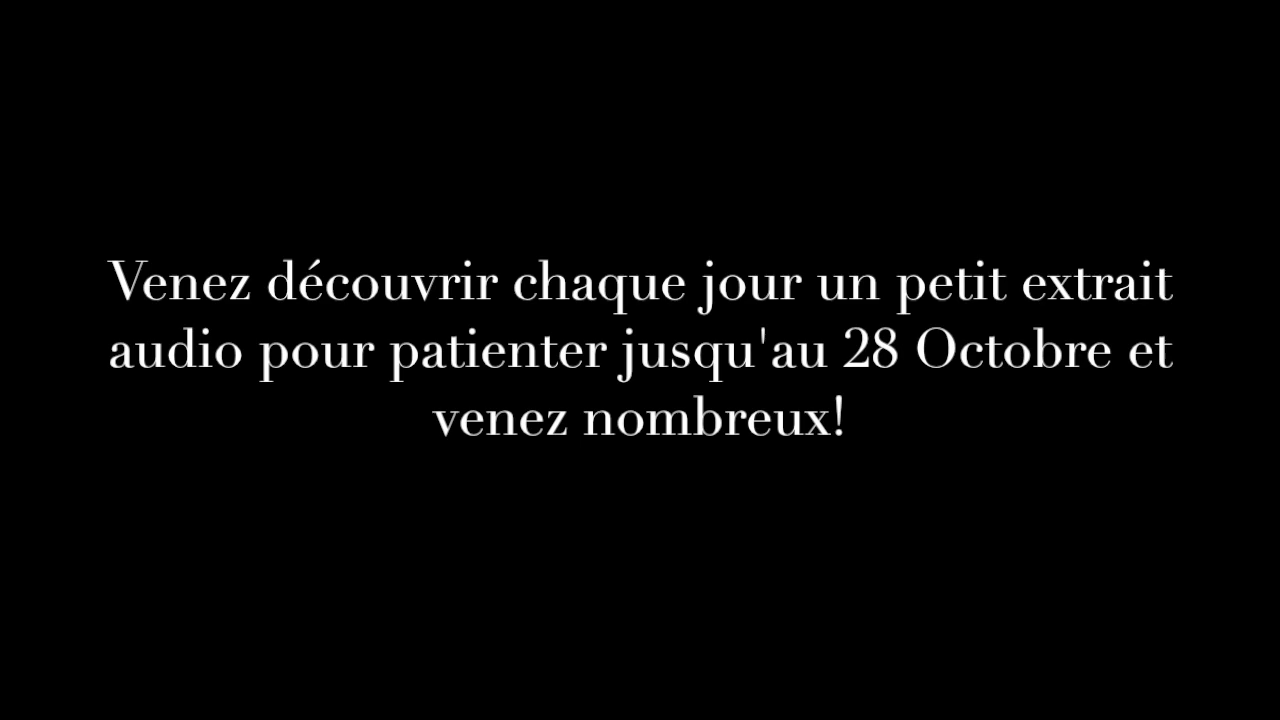 Venez découvrir chaque jour un petit extrait
audio pour patienter jusqu'au 28 Octobre et
venez nombreux!